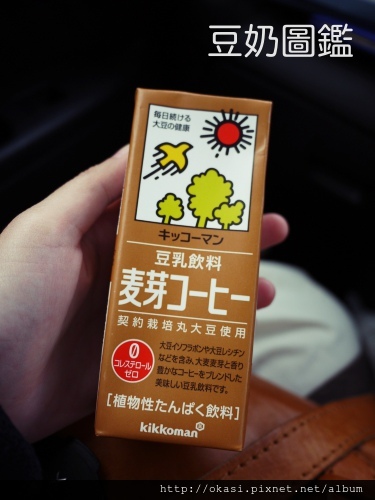 豆奶圖鑑
毎日続ける
大豆の健康
キッコーマン
豆乳飲料
麦芽コーヒー
契約栽培丸大豆使用
0
コレステロール
ゼロ
大豆イソフラボンや大豆レシチン
などを含み、大麦麦芽と香り
豊かなコーヒーをブレンドした
美味しい豆乳飲料です。
[植物性たんぱく飲料]
kikkoman
http://okasi.pixnet.net/album